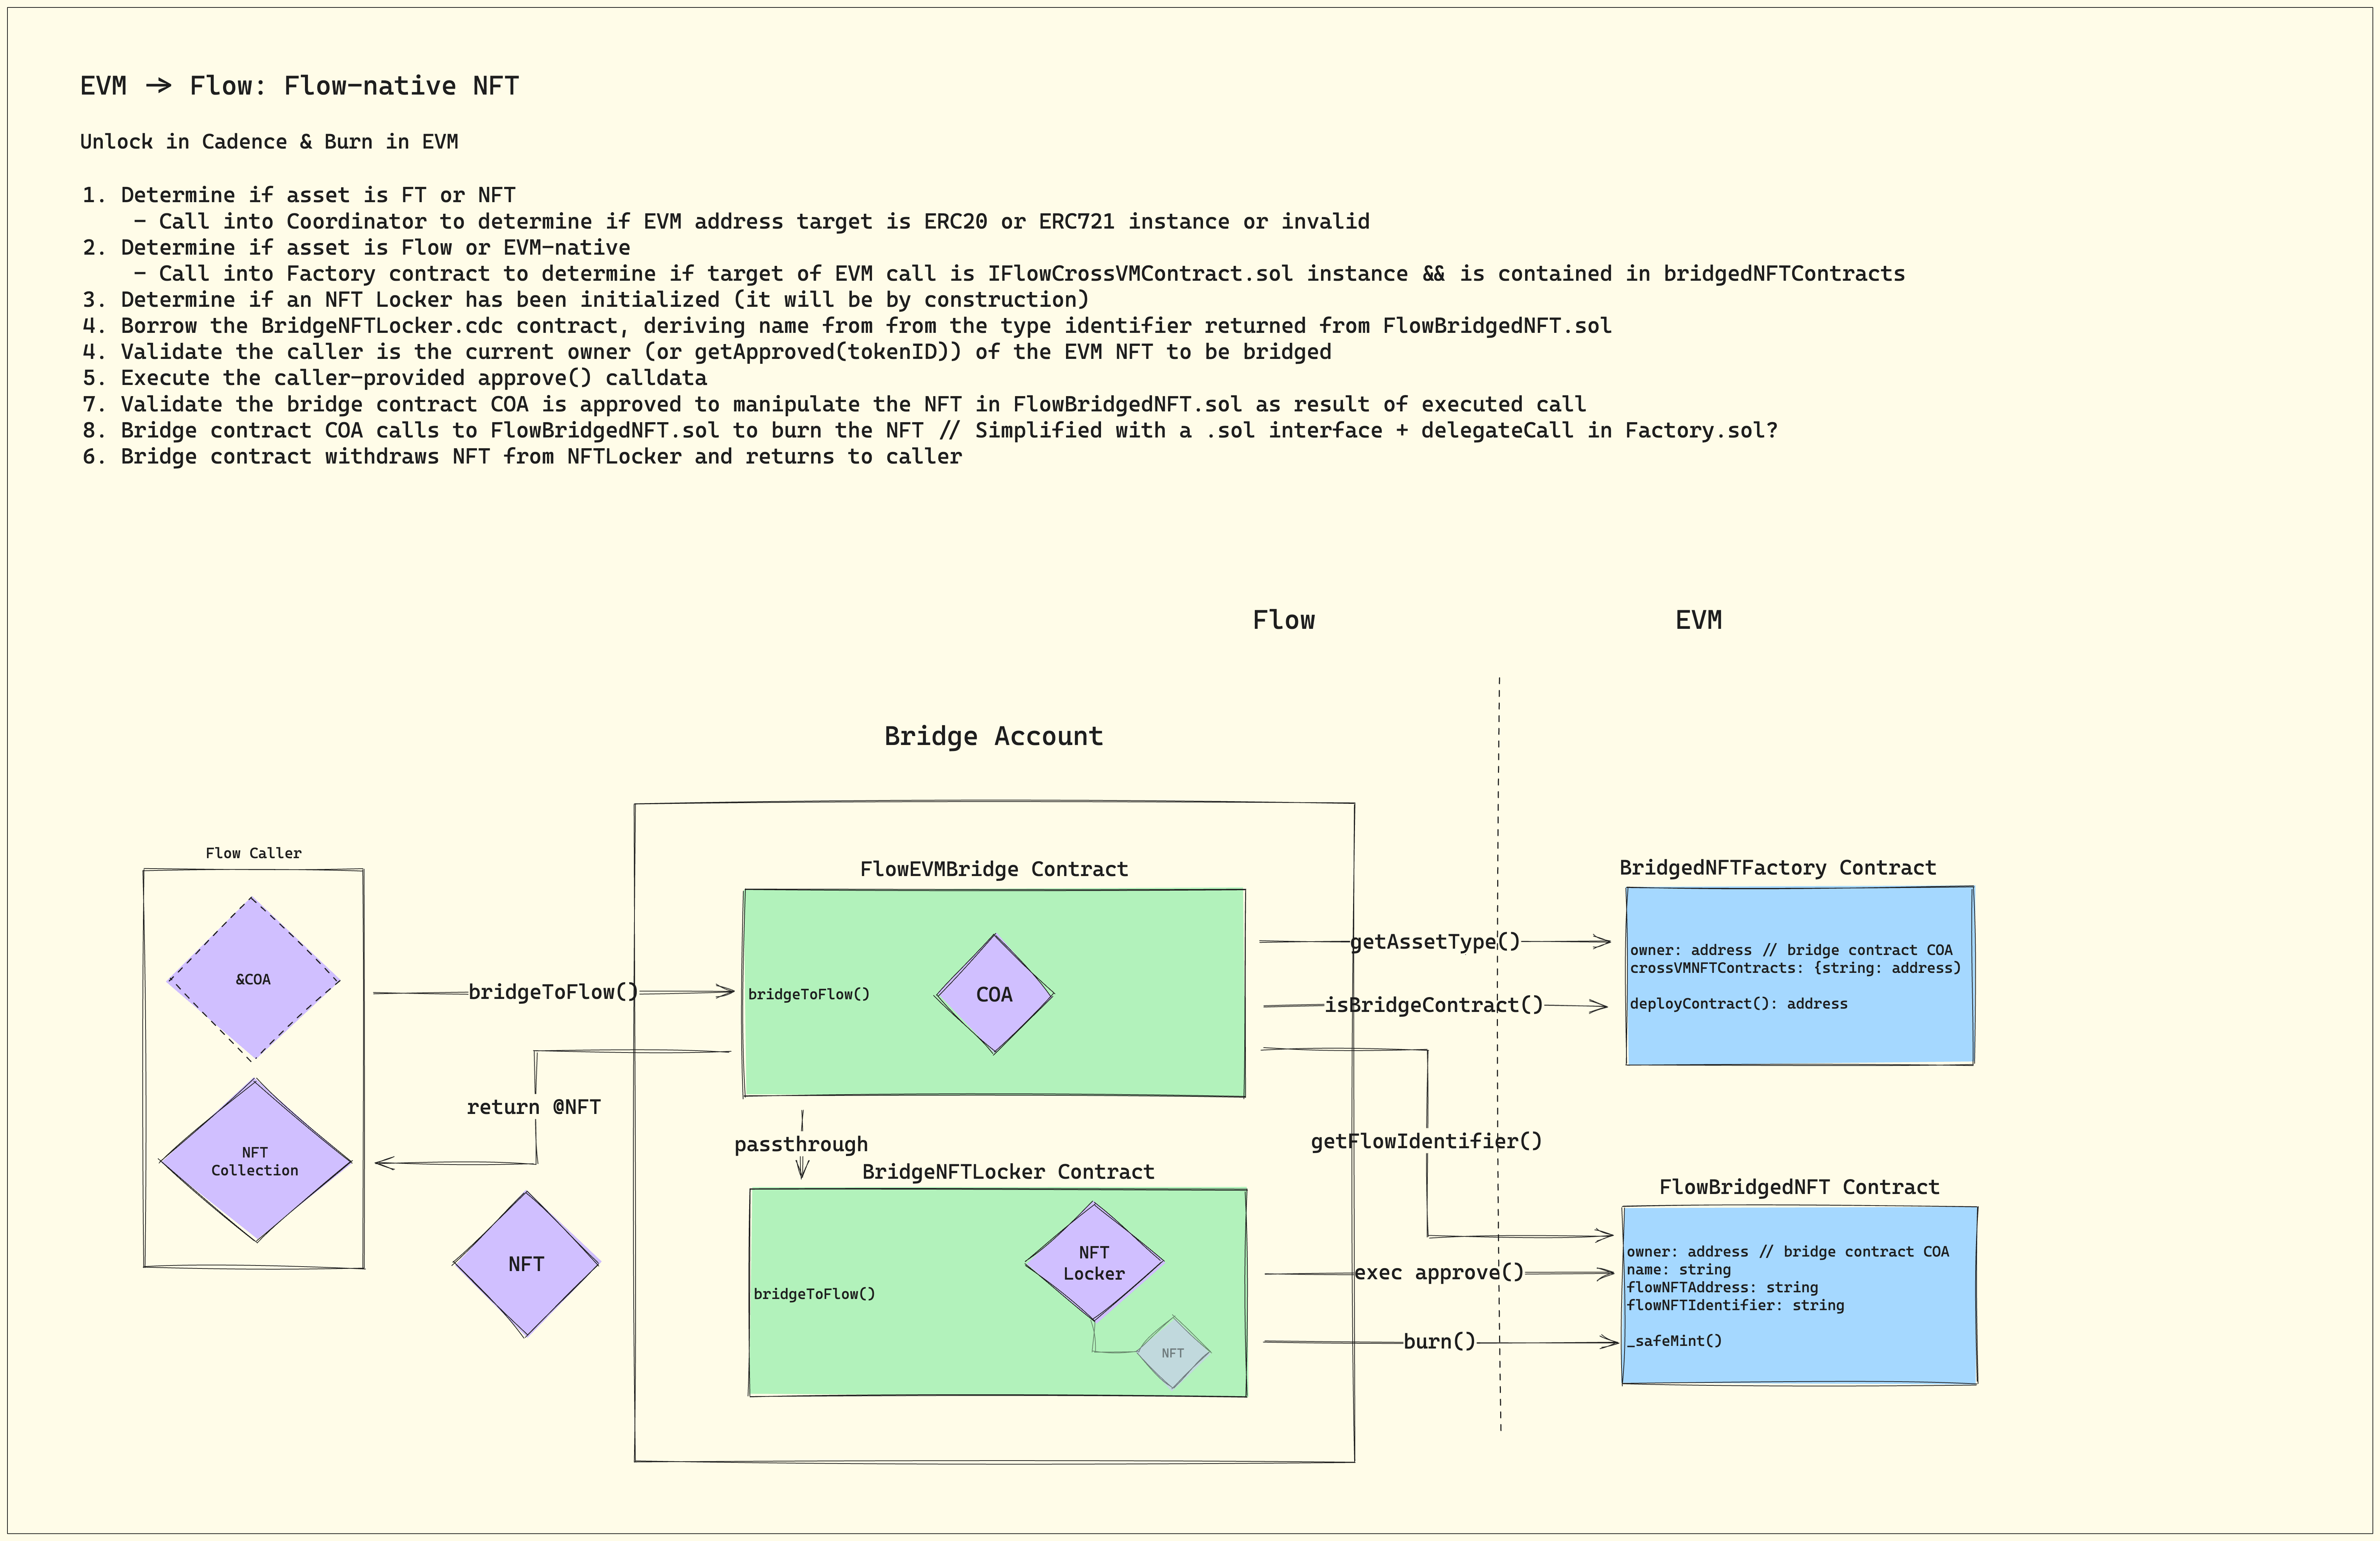 EVM -> Flow: Flow-native NFT
Unlock in Cadence & Burn in EVM
1. Determine if asset is FT or NFT
- Call into Coordinator to determine if EVM address target is ERC20 or ERC721 instance or invalid
2. Determine if asset is Flow or EVM-native
- Call into Factory contract to determine if target of EVM call is IFlowCrossVMContract.sol instance && is contained in bridgedNFTContracts
3. Determine if an NFT Locker has been initialized (it will be by construction)
4. Borrow the BridgeNFTLocker.cdc contract, deriving name from from the type identifier returned from FlowBridgedNFT.sol
4. Validate the caller is the current owner (or getApproved(tokenID)) of the EVM NFT to be bridged
5. Execute the caller-provided approve() calldata
7. Validate the bridge contract COA is approved to manipulate the NFT in FlowBridgedNFT.sol as result of executed call
8. Bridge contract COA calls to FlowBridgedNFT.sol to burn the NFT // Simplified with a .sol interface + delegateCall in Factory.sol?
6. Bridge contract withdraws NFT from NFTLocker and returns to caller
Flow
EVM
Bridge Account
Flow Caller
&COA
NFT
Collection
bridgeToFlow()
return @NFT
NFT
FlowEVMBridge Contract
bridgeToFlow()
COA
passthrough
BridgeNFTLocker Contract
bridgeToFlow()
NFT
Locker
NFT
getAssetType()
isBridgeContract()
getFlowIdentifier()
exec approve()
burn()
BridgedNFTFactory Contract
owner: address // bridge contract COA
crossVMNFTContracts: {string: address)
deployContract(): address
FlowBridgedNFT Contract
owner: address // bridge contract COA
name: string
flowNFTAddress: string
flowNFTIdentifier: string
_safeMint()